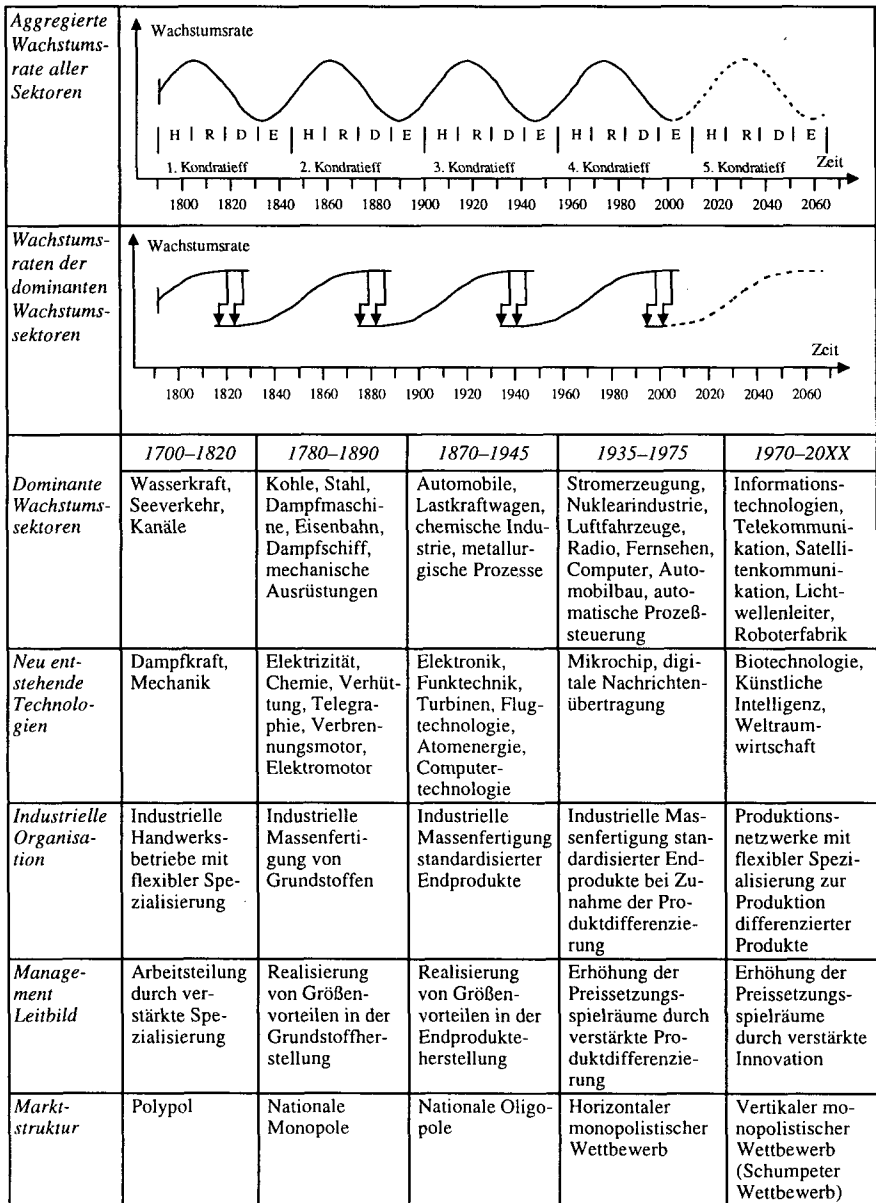 Aggregierte
Wachstums-
rate aller
Sektoren
Wachstumsrate
| H | R | D | E | H | R | D | E | H | R | D | E | H | R | D | E | H | R | D | E |
1. Kondratieff 2. Kondratieff 3. Kondratieff 4. Kondratieff 5. Kondratieff Zeit
1800 1820 1840 1860 1880 1900 1920 1940 1960 1980 2000 2020 2040 2060
Wachstums-
raten der
dominanten
Wachstums-
sektoren
Wachstumsrate
Zeit
1800 1820 1840 1860 1880 1900 1920 1940 1960 1980 2000 2020 2040 2060
1700–1820 1780–1890 1870–1945 1935–1975 1970–20XX
Dominante
Wachstums-
sektoren
Wasserkraft,
Seeverkehr,
Kanäle
Kohle, Stahl,
Dampfmaschi-
ne, Eisenbahn,
Dampfschiff,
mechanische
Ausrüstungen
Automobile,
Lastkraftwagen,
chemische Indu-
strie, metallur-
gische Prozesse
Stromerzeugung,
Nuklearindustrie,
Luftfahrzeuge,
Radio, Fernsehen,
Computer, Auto-
mobilbau, auto-
matische Prozeß-
steuerung
Informations-
technologien,
Telekommuni-
kation, Satelli-
tenkommuni-
kation, Licht-
wellenleiter,
Roboterfabrik
Neu ent-
stehende
Technolo-
gien
Dampfkraft,
Mechanik
Elektrizität,
Chemie, Verhüt-
tung, Telegra-
phie, Verbren-
nungsmotor,
Elektromotor
Elektronik,
Funktechnik,
Turbinen, Flug-
technologie,
Atomenergie,
Computer-
technologie
Mikrochip, digi-
tale Nachrichten-
übertragung
Biotechnologie,
Künstliche
Intelligenz,
Weltraum-
wirtschaft
Industrielle
Organisa-
tion
Industrielle
Handwerks-
betriebe mit
flexibler Spe-
zialisierung
Industrielle
Massenferti-
gung von
Grundstoffen
Industrielle
Massenfertigung
standardisierter
Endprodukte
Industrielle Mas-
senfertigung stan-
dardisierter End-
produkte bei Zu-
nahme der Pro-
duktdifferenzie-
rung
Produktions-
netzwerke mit
flexibler Spezi-
alisierung zur
Produktion
differenzierter
Produkte
Manage-
ment
Leitbild
Arbeitsteilung
durch ver-
stärkte Spe-
zialisierung
Realisierung
von Größen-
vorteilen in der
Grundstoffher-
stellung
Realisierung
von Größen-
vorteilen in der
Endprodukte-
herstellung
Erhöhung der
Preissetzungs-
spielräume durch
verstärkte Pro-
duktdifferenzie-
rung
Erhöhung der
Preissetzungs-
spielräume
durch verstärkte
Innovation
Markt-
struktur
Polypol
Nationale
Monopole
Nationale Oligo-
pole
Horizontaler
monopolistischer
Wettbewerb
Vertikaler mo-
nopolistischer
Wettbewerb
(Schumpeter
Wettbewerb)